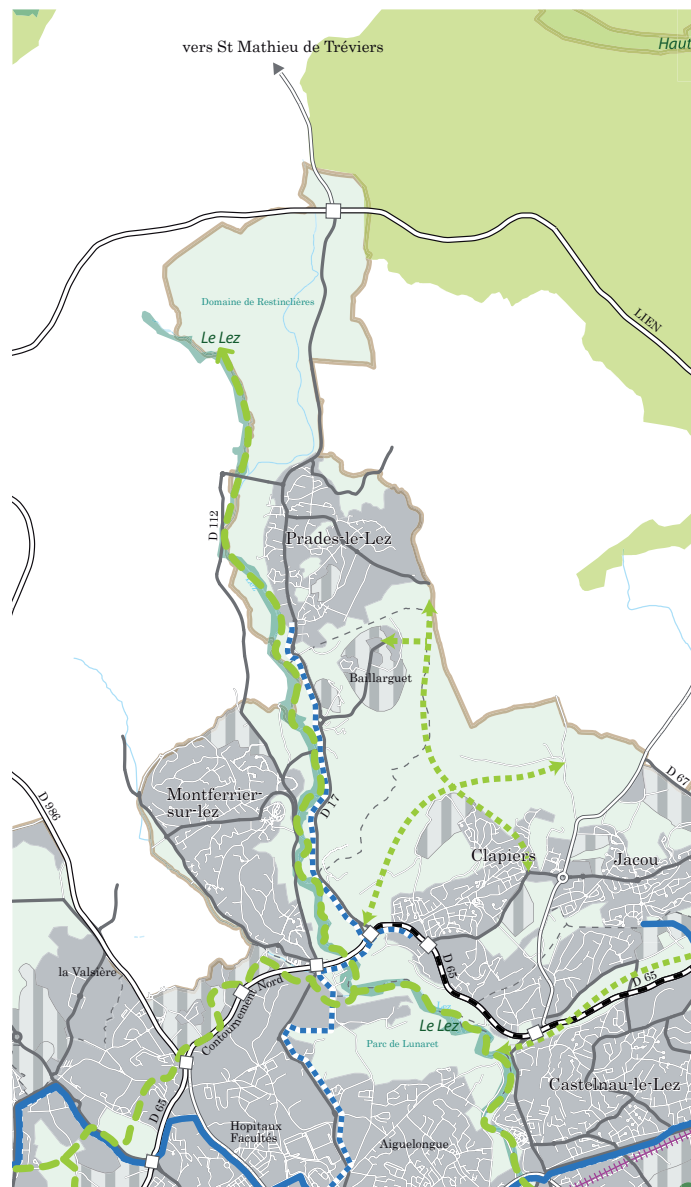 vers St Mathieu de Tréviers
Haut
Domaine de Restinchères
LIEN
Le Lez
D 112
Prades-le-Lez
Baillarguet
D 67
D 986
Montferrier-
sur-lez
D 17
Clapiers
Jacou
la Valsière
D 65
D 65
Contournement Nord
Le Lez
Parc de Lunaret
Castelnau-le-Lez
D 65
Hopitaux
Facultés
Aiguelongue